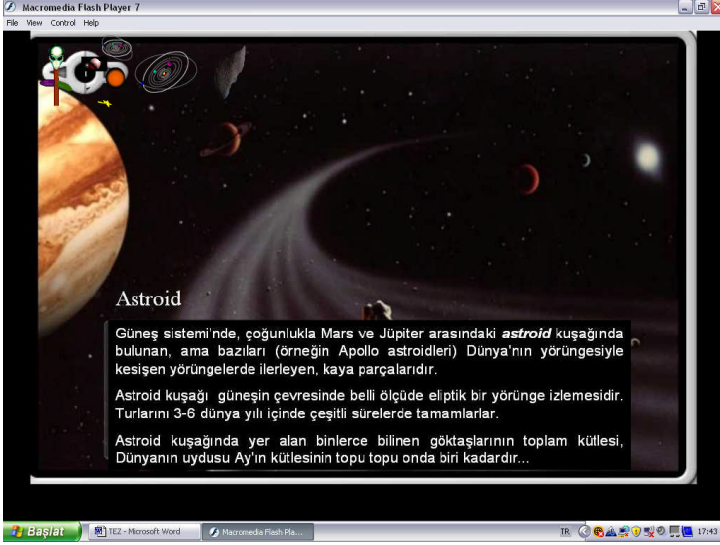 Macromedia Flash Player 7
File View Control Help
Astroid
Güneş sistemi'nde, çoğunlukla Mars ve Jüpiter arasındaki astroid kuşağında
bulunan, ama bazıları (örneğin Apollo astroidleri) Dünya'nın yörüngesiyle
kesişen yörüngelerde ilerleyen, kaya parçalarıdır.
Astroid kuşağı güneşin çevresinde belli ölçüde eliptik bir yörünge izlemesidir.
Turlarını 3-6 dünya yılı içinde çeşitli sürelerde tamamlarlar.
Astroid kuşağında yer alan binlerce bilinen göktaşlarının toplam kütlesi,
Dünyanın uydusu Ay'ın kütlesinin topu topu onda biri kadardır...
Başlat TEZ - Microsoft Word Macromedia Flash Pla... TR 17:43